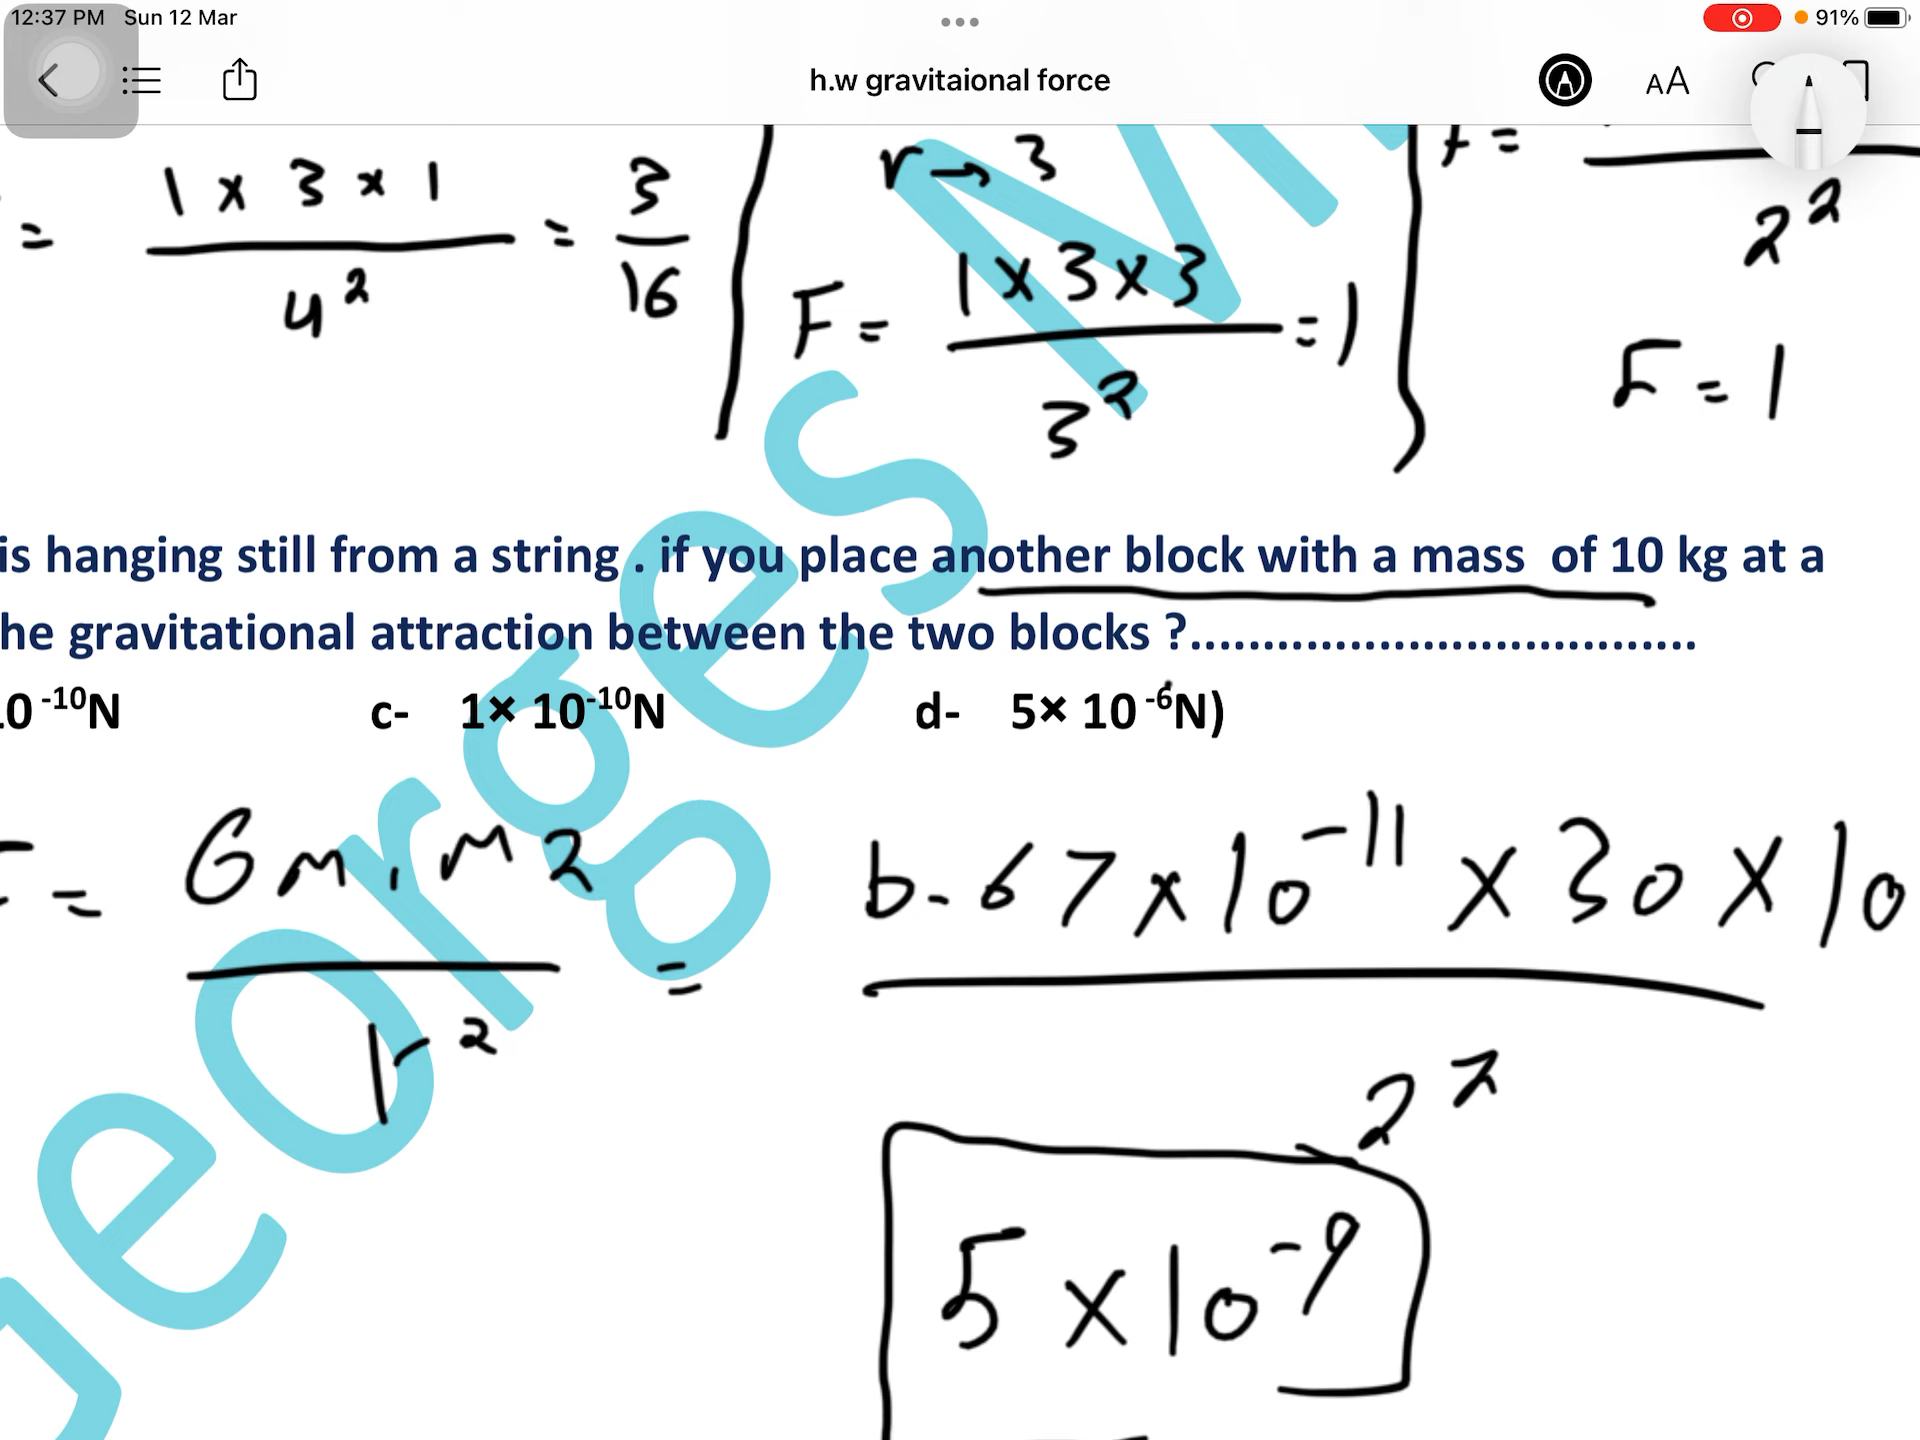 12:37 PM Sun 12 Mar
91%
h.w gravitaional force
AA
= 1 x 3 x 1 = 3
4² 16
r → 3
F = 1 x 3 x 3 = 1
3²
F =
2²
F = 1
is hanging still from a string . if you place another block with a mass of 10 kg at a
he gravitational attraction between the two blocks ?...................................
0 -10N c- 1× 10-10N d- 5× 10 -6N)
F = G M1 M2 = 6.67 x 10^-11 x 30 x 10
r² 2²
5 x 10^-9
Georges M